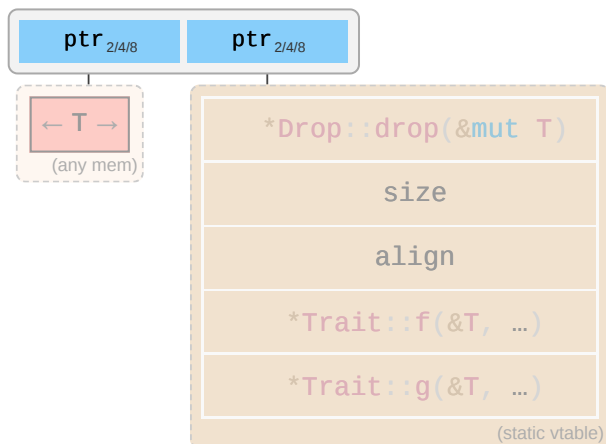 ptr2/4/8 ptr2/4/8
← T →
(any mem)
*Drop::drop(&mut T)
size
align
*Trait::f(&T, …)
*Trait::g(&T, …)
(static vtable)